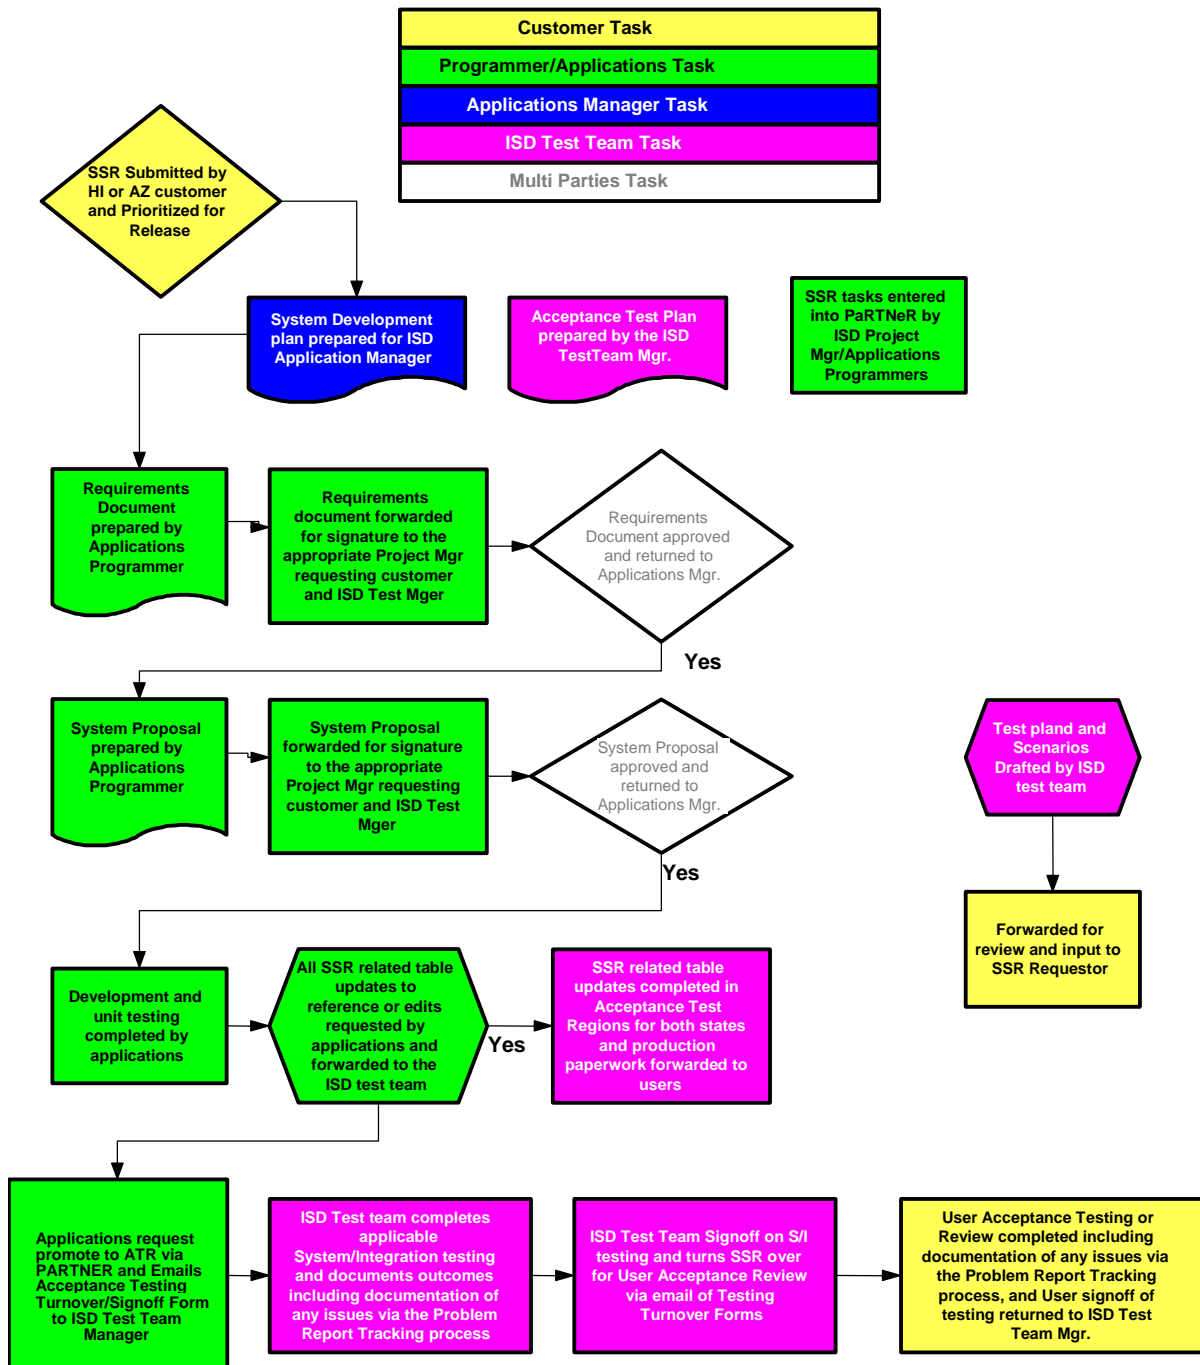 Customer Task
Programmer/Applications Task
Applications Manager Task
ISD Test Team Task
Multi Parties Task
SSR Submitted by
HI or AZ customer
and Prioritized for
Release
System Development
plan prepared for ISD
Application Manager
Acceptance Test Plan
prepared by the ISD
TestTeam Mgr.
SSR tasks entered
into PaRTNeR by
ISD Project
Mgr/Applications
Programmers
Requirements
Document
prepared by
Applications
Programmer
Requirements
document forwarded
for signature to the
appropriate Project Mgr
requesting customer
and ISD Test Mger
Requirements
Document approved
and returned to
Applications Mgr.
Yes
System Proposal
prepared by
Applications
Programmer
System Proposal
forwarded for signature
to the appropriate
Project Mgr requesting
customer and ISD Test
Mger
System Proposal
approved and
returned to
Applications Mgr.
Yes
Test pland and
Scenarios
Drafted by ISD
test team
Forwarded for
review and input to
SSR Requestor
Development and
unit testing
completed by
applications
All SSR related table
updates to
reference or edits
requested by
applications and
forwarded to the
ISD test team
Yes
SSR related table
updates completed in
Acceptance Test
Regions for both states
and production
paperwork forwarded to
users
Applications request
promote to ATR via
PARTNER and Emails
Acceptance Testing
Turnover/Signoff Form
to ISD Test Team
Manager
ISD Test team completes
applicable
System/Integration testing
and documents outcomes
including documentation of
any issues via the Problem
Report Tracking process
ISD Test Team Signoff on S/I
testing and turns SSR over
for User Acceptance Review
via email of Testing
Turnover Forms
User Acceptance Testing or
Review completed including
documentation of any issues via
the Problem Report Tracking
process, and User signoff of
testing returned to ISD Test
Team Mgr.